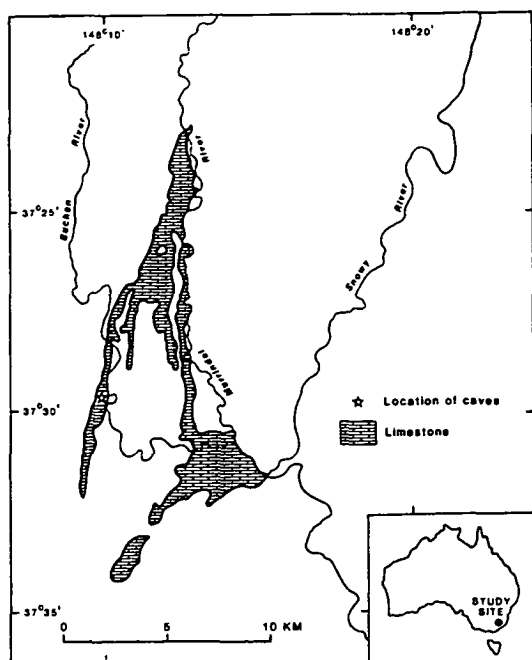 148°10'
148°20'
River
River
Buchan
37°25'
River
Snowy
Murrindal
☆ Location of caves
37°30'
Limestone
STUDY
SITE
37°35'
0 5 10 KM